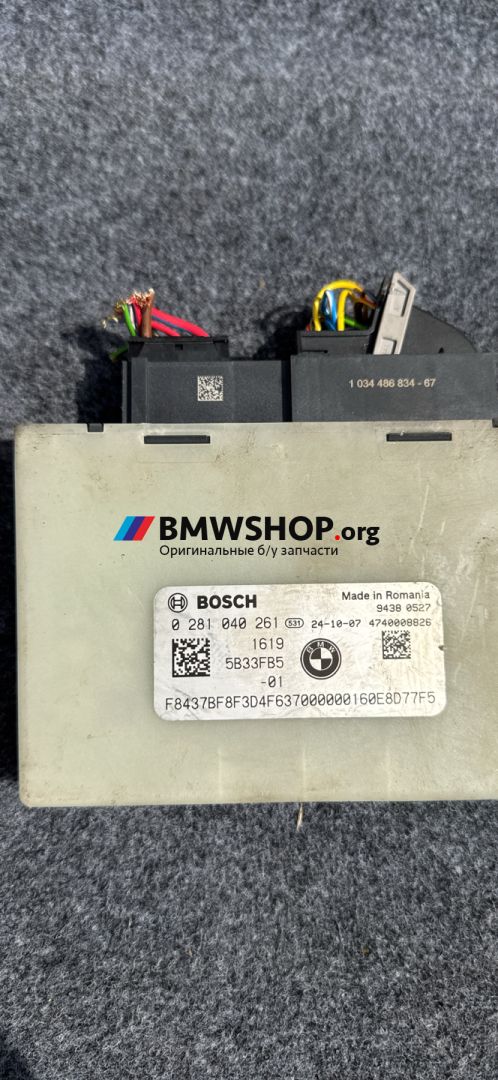 1 034 486 834 - 67
BMWSHOP.org
Оригинальные б/у запчасти
BOSCH
Made in Romania
9438 0527
0 281 040 261 531 24-10-07 4740008826
1619
5B33FB5
-01
BMW
F8437BF8F3D4F637000000160E8D77F5